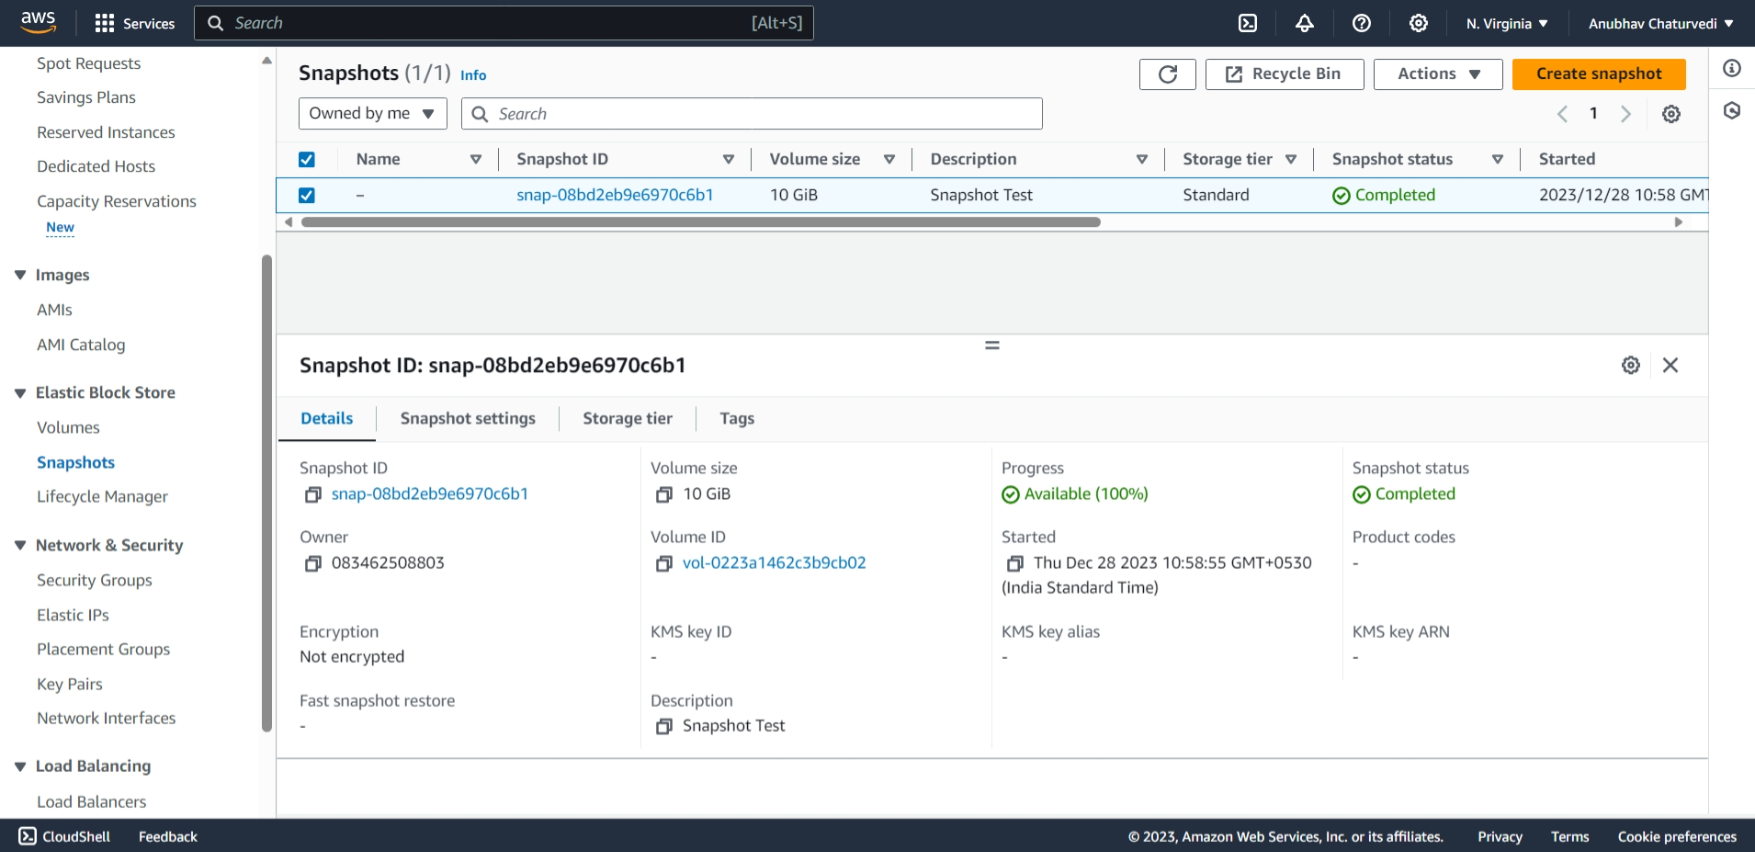 aws
Services
Search
[Alt+S]
N. Virginia
Anubhav Chaturvedi
Spot Requests
Savings Plans
Reserved Instances
Dedicated Hosts
Capacity Reservations
New
Images
AMIs
AMI Catalog
Elastic Block Store
Volumes
Snapshots
Lifecycle Manager
Network & Security
Security Groups
Elastic IPs
Placement Groups
Key Pairs
Network Interfaces
Load Balancing
Load Balancers
Snapshots (1/1) Info
Recycle Bin
Actions
Create snapshot
Owned by me
Search
1
Name Snapshot ID Volume size Description Storage tier Snapshot status Started
– snap-08bd2eb9e6970c6b1 10 GiB Snapshot Test Standard Completed 2023/12/28 10:58 GMT
Snapshot ID: snap-08bd2eb9e6970c6b1
Details Snapshot settings Storage tier Tags
Snapshot ID Volume size Progress Snapshot status
snap-08bd2eb9e6970c6b1 10 GiB Available (100%) Completed
Owner Volume ID Started Product codes
083462508803 vol-0223a1462c3b9cb02 Thu Dec 28 2023 10:58:55 GMT+0530 -
(India Standard Time)
Encryption KMS key ID KMS key alias KMS key ARN
Not encrypted - - -
Fast snapshot restore Description
- Snapshot Test
CloudShell Feedback © 2023, Amazon Web Services, Inc. or its affiliates. Privacy Terms Cookie preferences